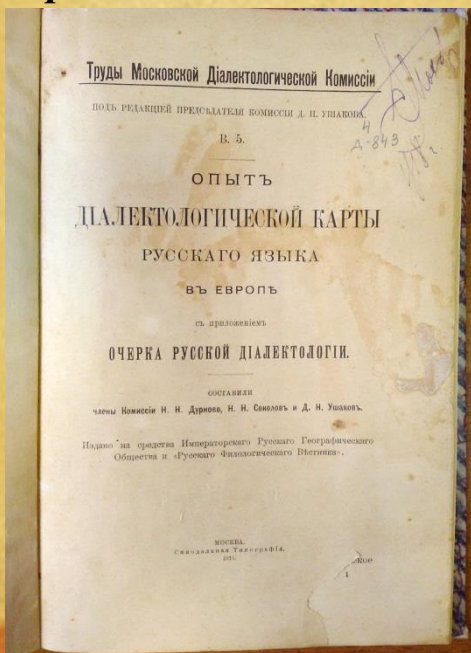 Труды Московской Діалектологической Комиссіи
ПОДЪ РЕДАКЦІЕЙ ПРЕДСѢДАТЕЛЯ КОМИССІИ Д. Н. УШАКОВА.
В. 5.
4
А-843
ОПЫТЪ
ДІАЛЕКТОЛОГИЧЕСКОЙ КАРТЫ
РУССКАГО ЯЗЫКА
ВЪ ЕВРОПѢ
съ приложеніемъ
ОЧЕРКА РУССКОЙ ДІАЛЕКТОЛОГІИ.
СОСТАВИЛИ
члены Комиссіи Н. Н. Дурново, Н. Н. Соколовъ и Д. Н. Ушаковъ.
Издано на средства Императорскаго Русскаго Географическаго
Общества и «Русскаго Филологическаго Вѣстника».
МОСКВА.
Синодальная Типографія.
1